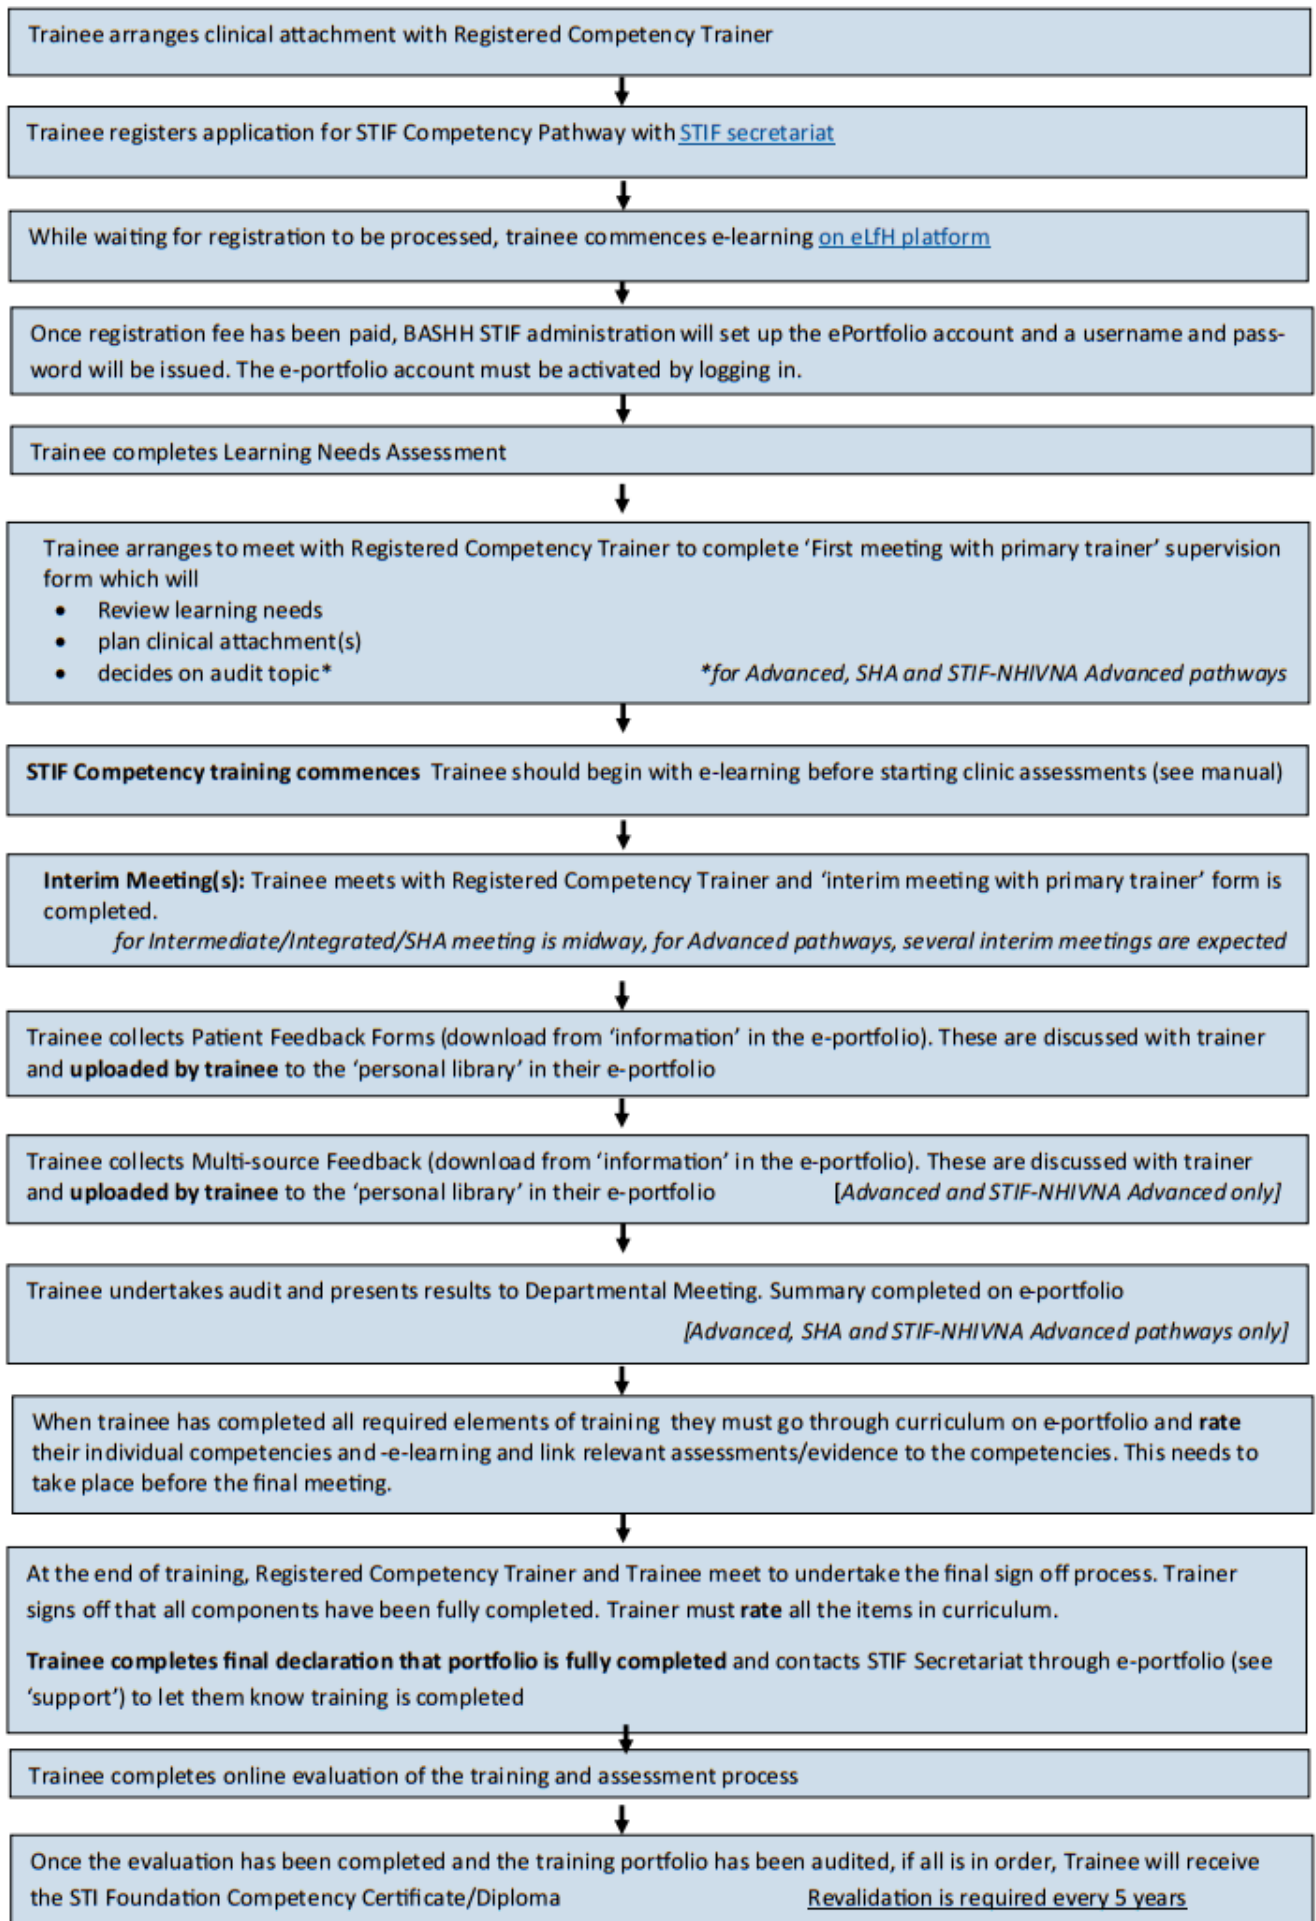 Trainee arranges clinical attachment with Registered Competency Trainer
Trainee registers application for STIF Competency Pathway with STIF secretariat
While waiting for registration to be processed, trainee commences e-learning on eLfH platform
Once registration fee has been paid, BASHH STIF administration will set up the ePortfolio account and a username and pass-
word will be issued. The e-portfolio account must be activated by logging in.
Trainee completes Learning Needs Assessment
Trainee arranges to meet with Registered Competency Trainer to complete ‘First meeting with primary trainer’ supervision
form which will
• Review learning needs
• plan clinical attachment(s)
• decides on audit topic* *for Advanced, SHA and STIF-NHIVNA Advanced pathways
STIF Competency training commences Trainee should begin with e-learning before starting clinic assessments (see manual)
Interim Meeting(s): Trainee meets with Registered Competency Trainer and ‘interim meeting with primary trainer’ form is
completed.
for Intermediate/Integrated/SHA meeting is midway, for Advanced pathways, several interim meetings are expected
Trainee collects Patient Feedback Forms (download from ‘information’ in the e-portfolio). These are discussed with trainer
and uploaded by trainee to the ‘personal library’ in their e-portfolio
Trainee collects Multi-source Feedback (download from ‘information’ in the e-portfolio). These are discussed with trainer
and uploaded by trainee to the ‘personal library’ in their e-portfolio [Advanced and STIF-NHIVNA Advanced only]
Trainee undertakes audit and presents results to Departmental Meeting. Summary completed on e-portfolio
[Advanced, SHA and STIF-NHIVNA Advanced pathways only]
When trainee has completed all required elements of training they must go through curriculum on e-portfolio and rate
their individual competencies and -e-learning and link relevant assessments/evidence to the competencies. This needs to
take place before the final meeting.
At the end of training, Registered Competency Trainer and Trainee meet to undertake the final sign off process. Trainer
signs off that all components have been fully completed. Trainer must rate all the items in curriculum.
Trainee completes final declaration that portfolio is fully completed and contacts STIF Secretariat through e-portfolio (see
‘support’) to let them know training is completed
Trainee completes online evaluation of the training and assessment process
Once the evaluation has been completed and the training portfolio has been audited, if all is in order, Trainee will receive
the STI Foundation Competency Certificate/Diploma Revalidation is required every 5 years